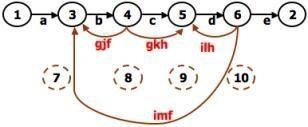 1 a 3 b 4 c 5 d 6 e 2
gjf gkh ilh
7 8 9 10
imf